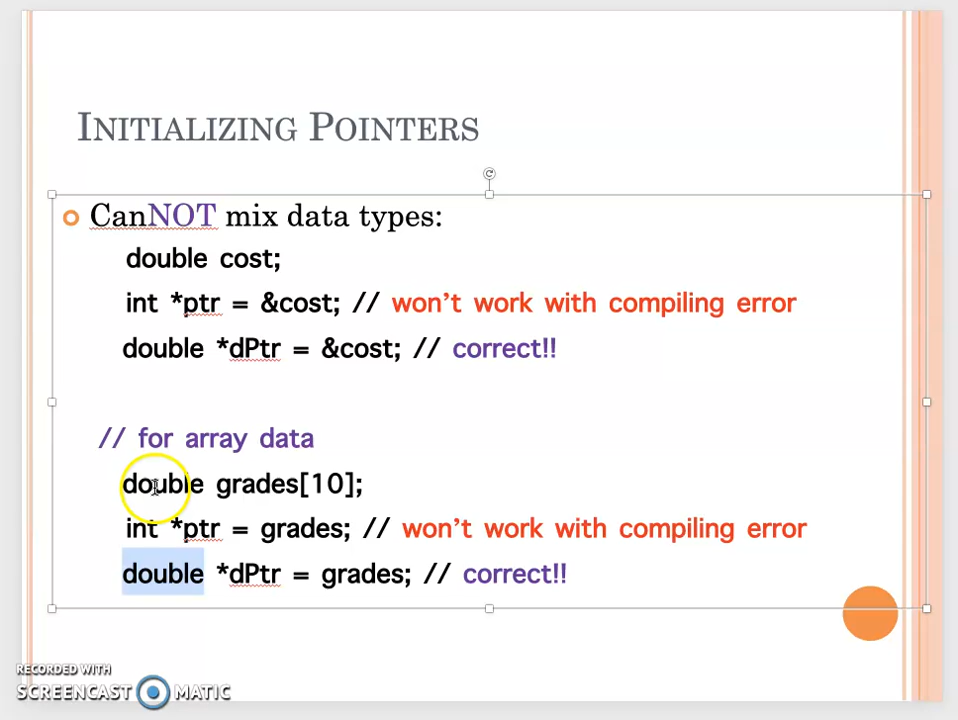 INITIALIZING POINTERS
CanNOT mix data types:
double cost;
int *ptr = &cost; // won't work with compiling error
double *dPtr = &cost; // correct!!
// for array data
double grades[10];
int *ptr = grades; // won't work with compiling error
double *dPtr = grades; // correct!!
RECORDED WITH
SCREENCAST MATIC